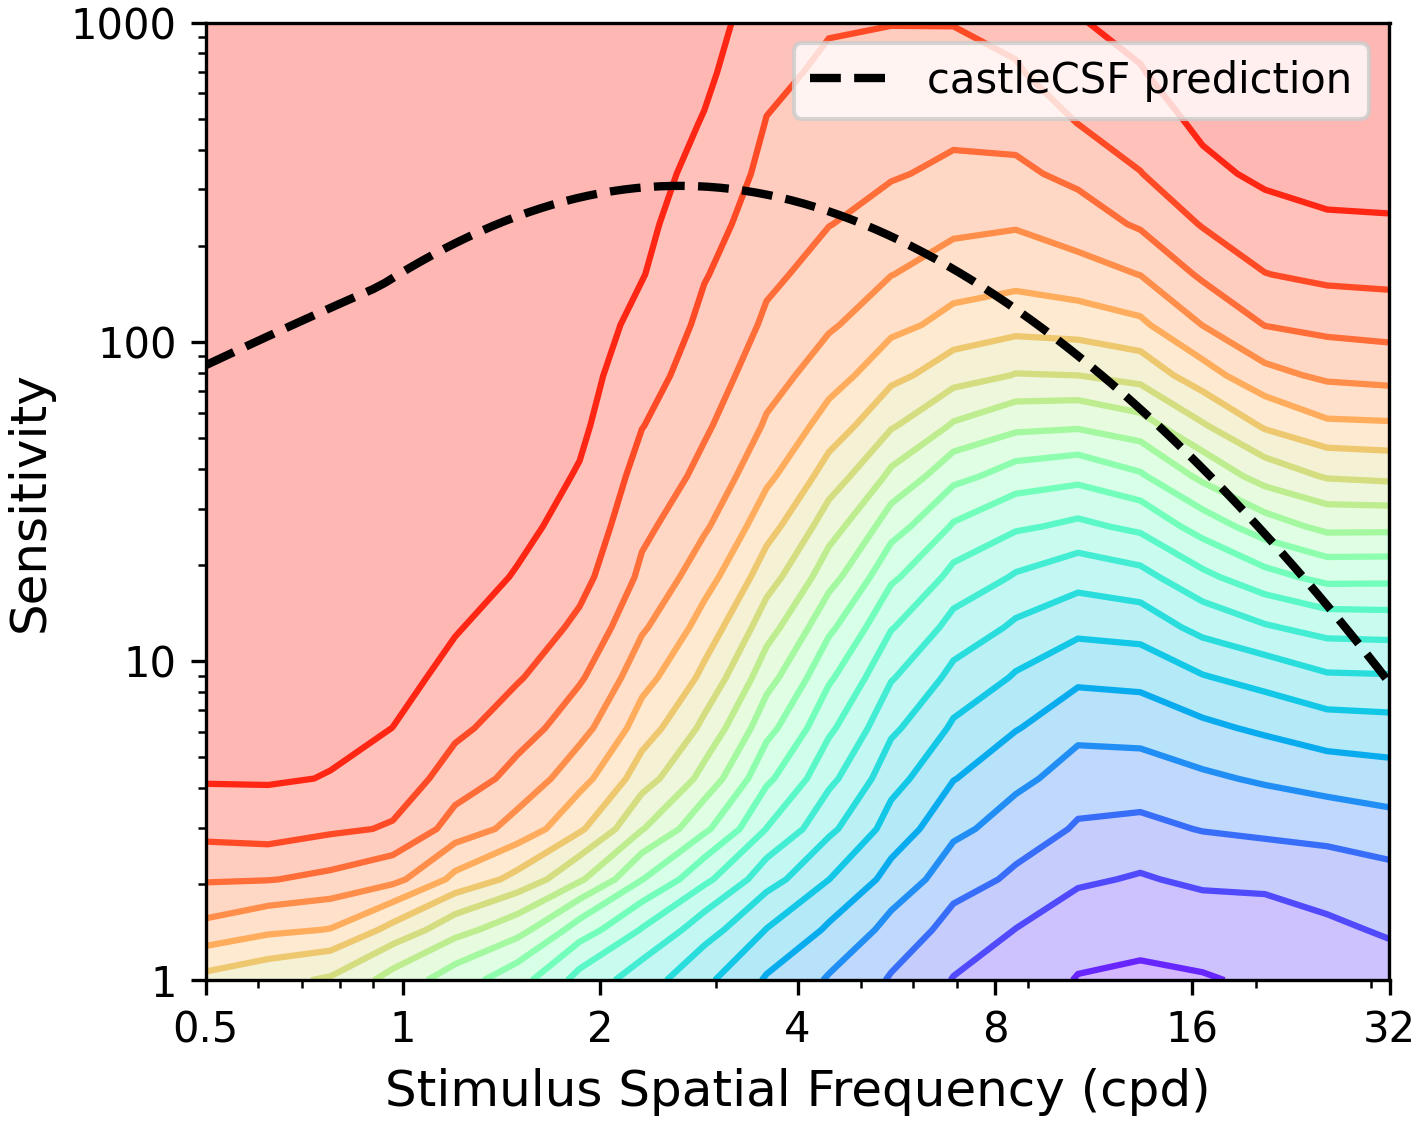 1000
100
10
1
Sensitivity
castleCSF prediction
0.5 1 2 4 8 16 32
Stimulus Spatial Frequency (cpd)